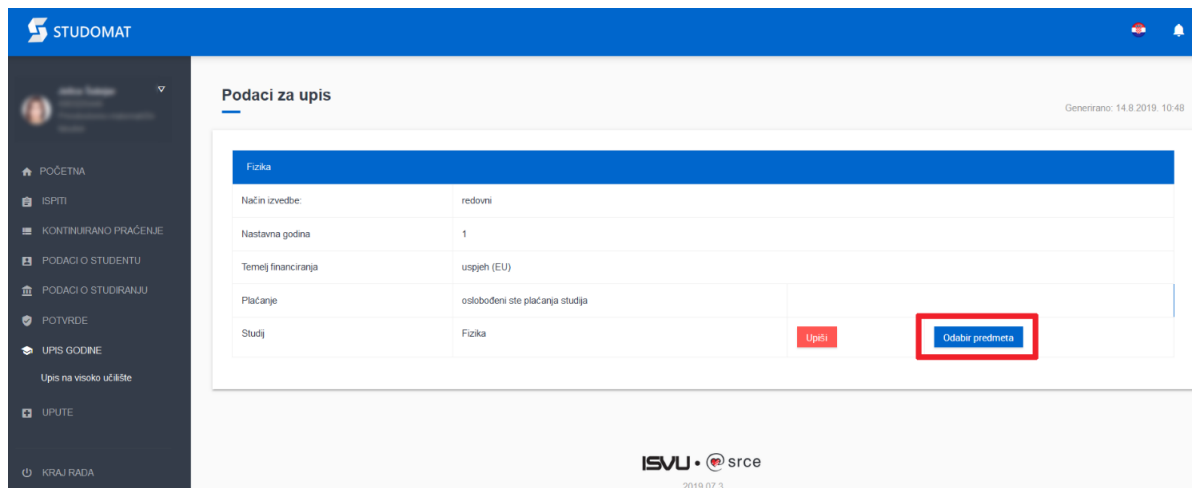 STUDOMAT
Podaci za upis
Generirano: 14.8.2019. 10:48
POČETNA
ISPITI
KONTINUIRANO PRAĆENJE
PODACI O STUDENTU
PODACI O STUDIRANJU
POTVRDE
UPIS GODINE
Upis na visoko učilište
UPUTE
KRAJ RADA
Fizika
Način izvedbe: redovni
Nastavna godina 1
Temelj financiranja uspjeh (EU)
Plaćanje oslobođeni ste plaćanja studija
Studij Fizika Upiši Odabir predmeta
ISVU • srce
2019.07.3